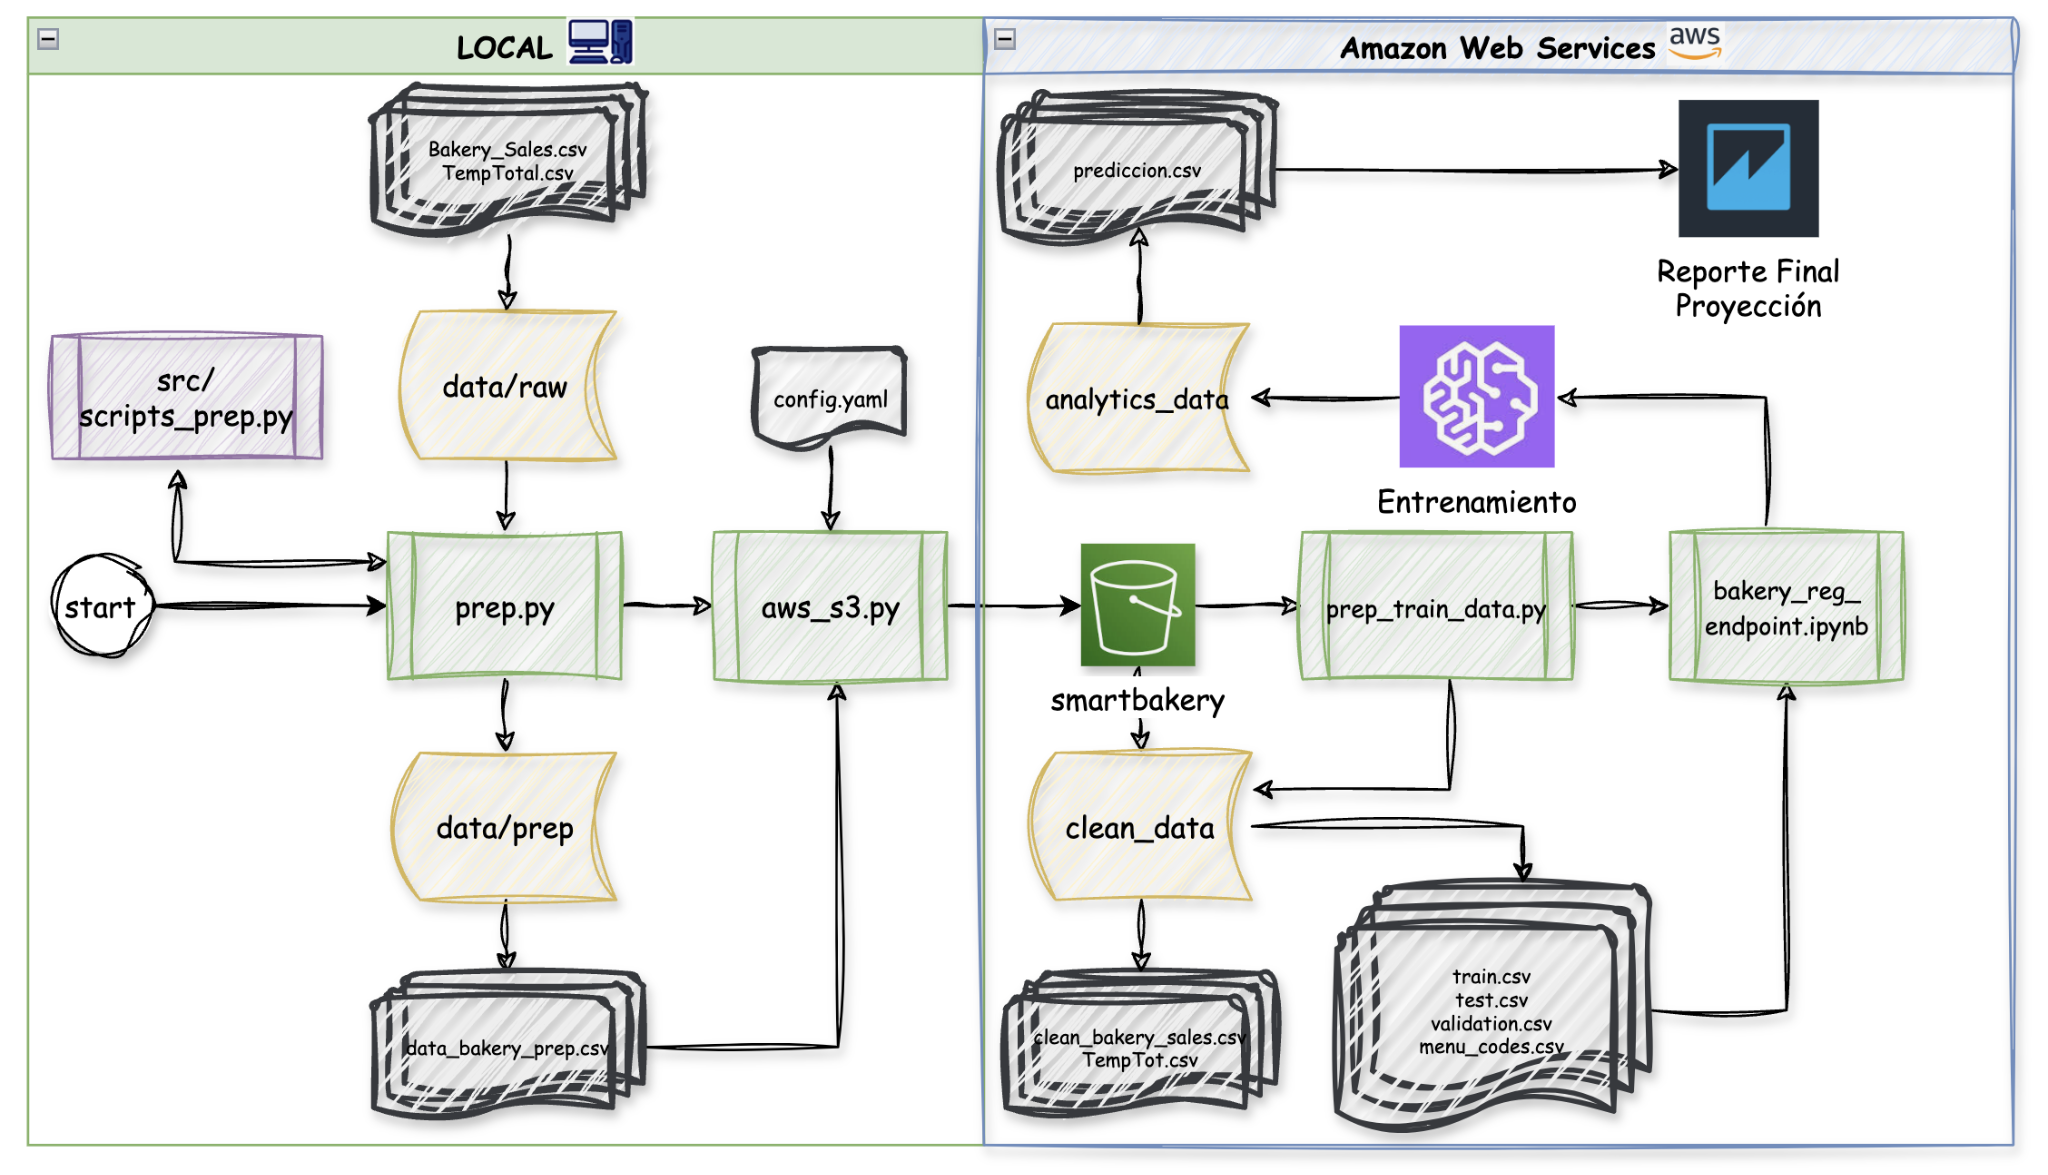 LOCAL
Amazon Web Services
aws
Bakery_Sales.csv
TempTotal.csv
prediccion.csv
Reporte Final
Proyección
src/
scripts_prep.py
data/raw
config.yaml
analytics_data
Entrenamiento
start
prep.py
aws_s3.py
smartbakery
prep_train_data.py
bakery_reg_
endpoint.ipynb
data/prep
clean_data
data_bakery_prep.csv
clean_bakery_sales.csv
TempTot.csv
train.csv
test.csv
validation.csv
menu_codes.csv